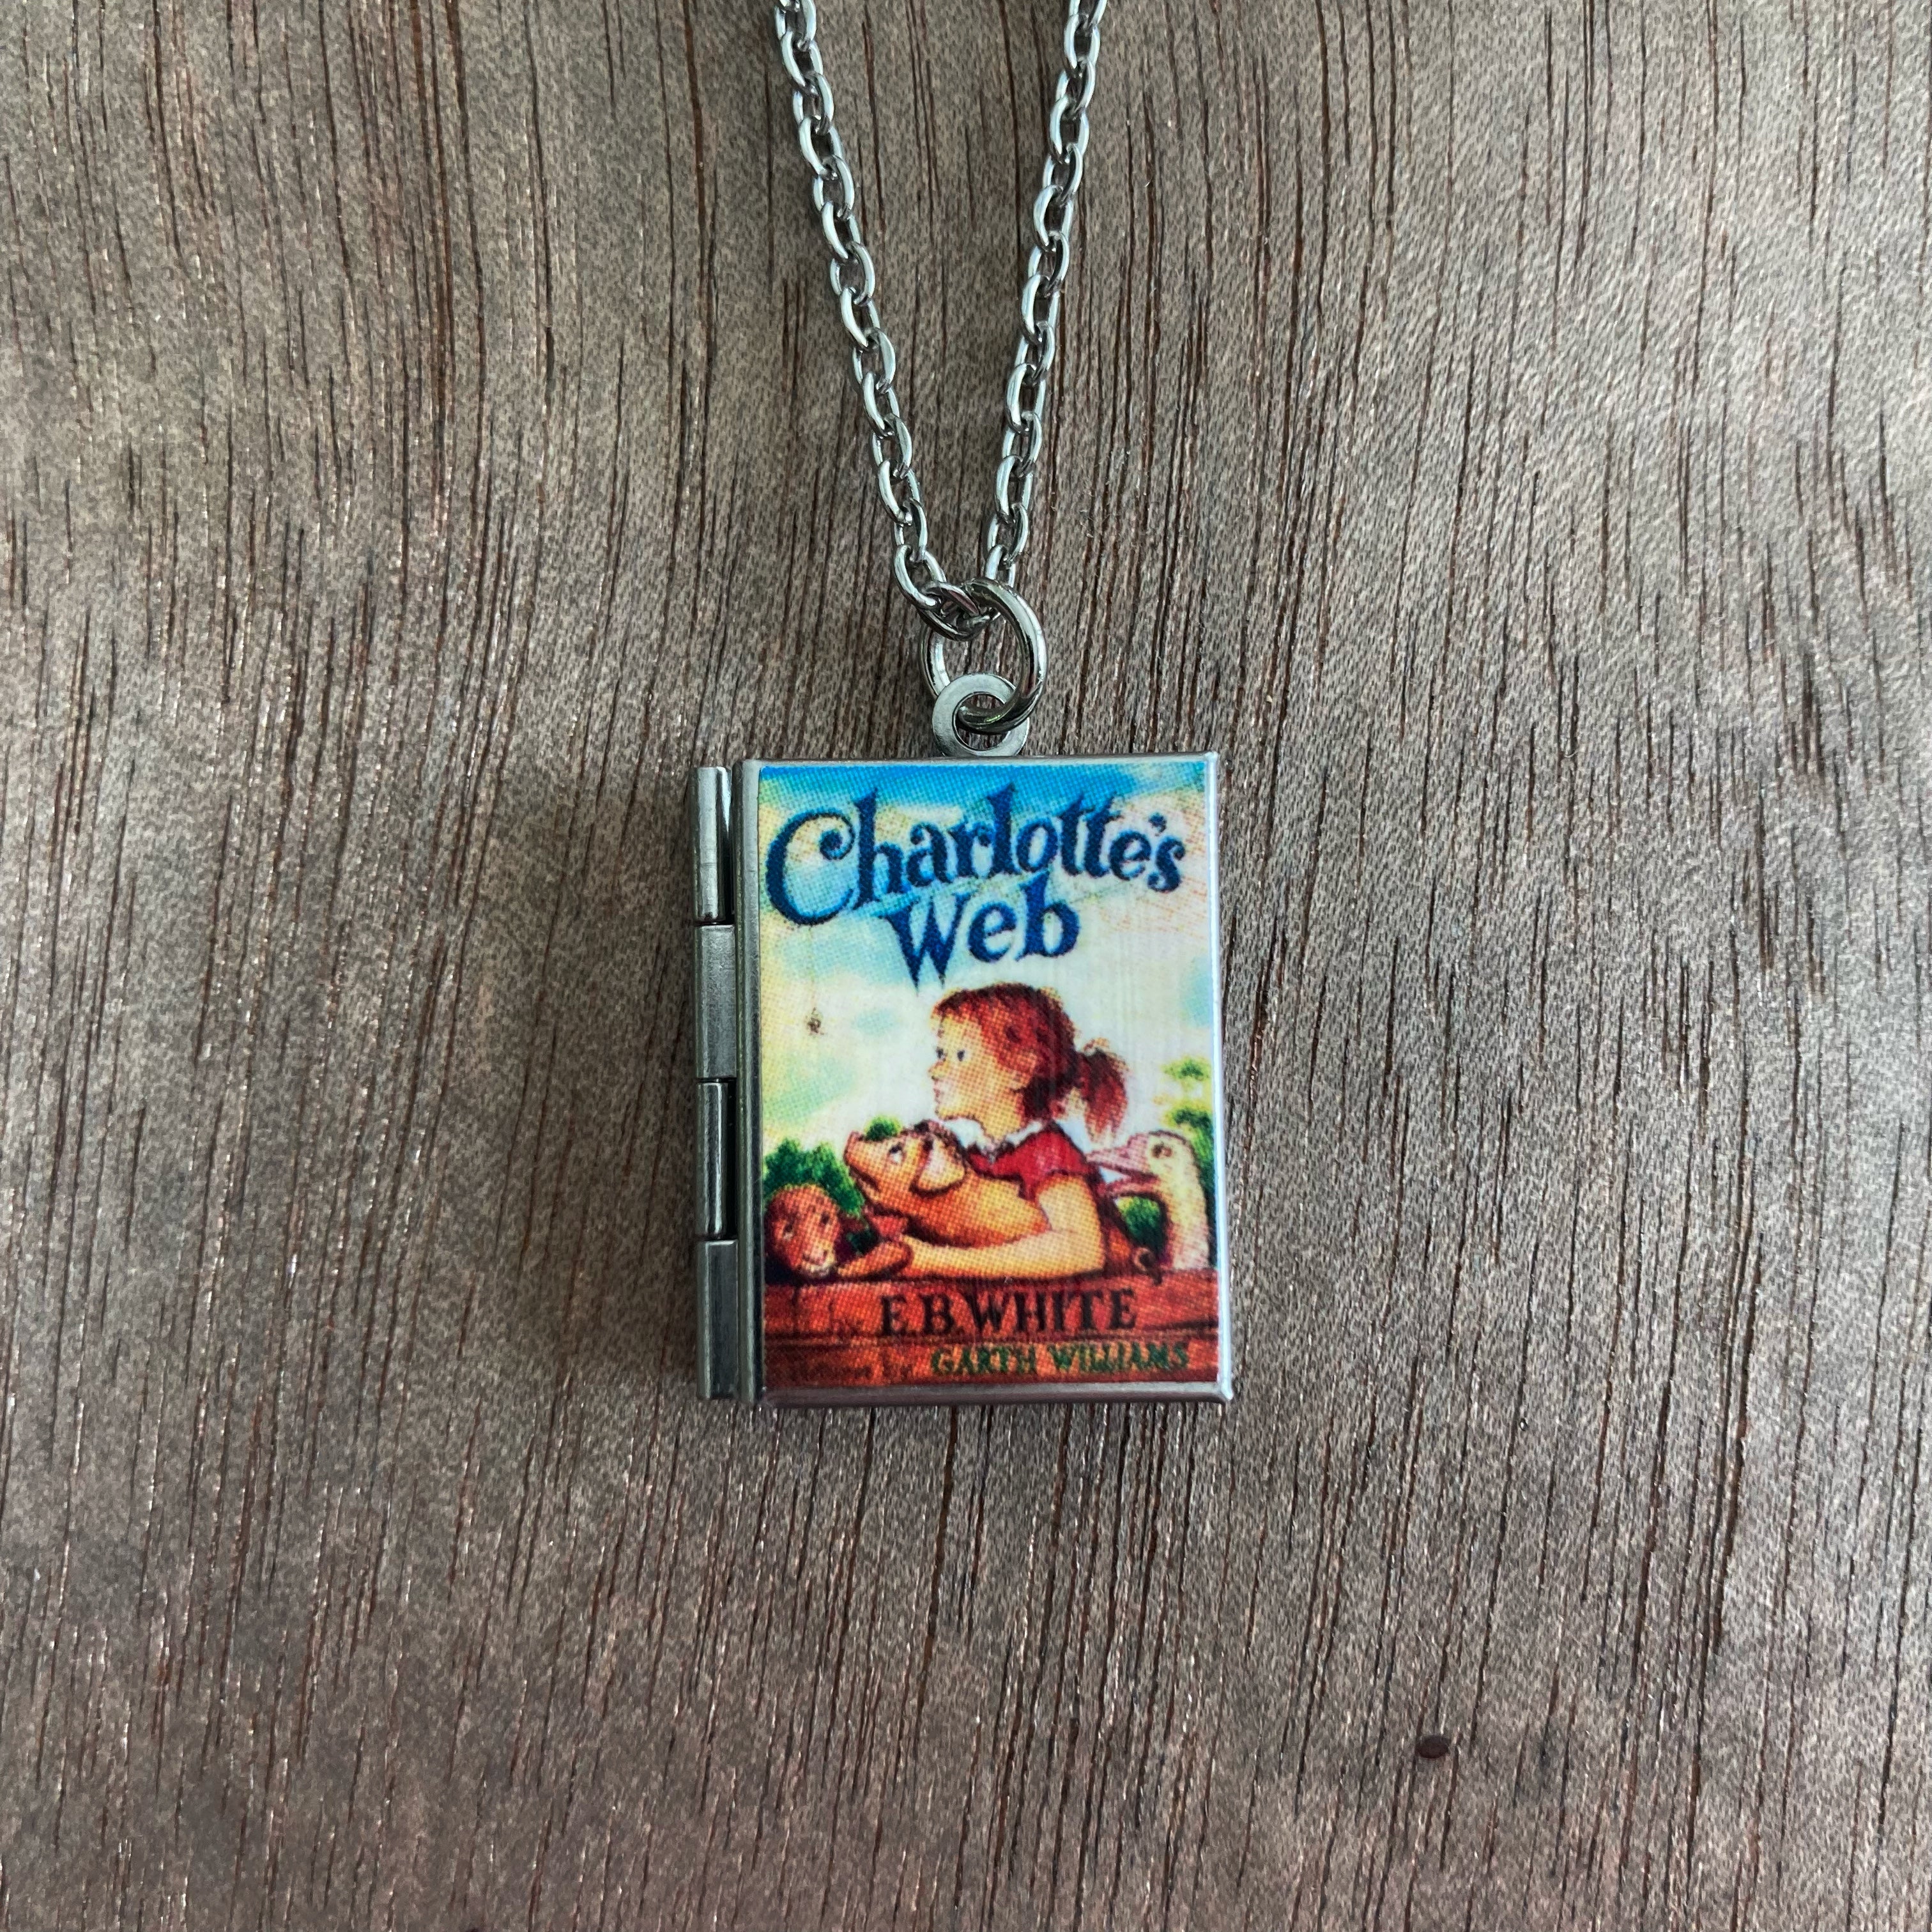 Charlotte's
Web
E.B. WHITE
GARTH WILLIAMS